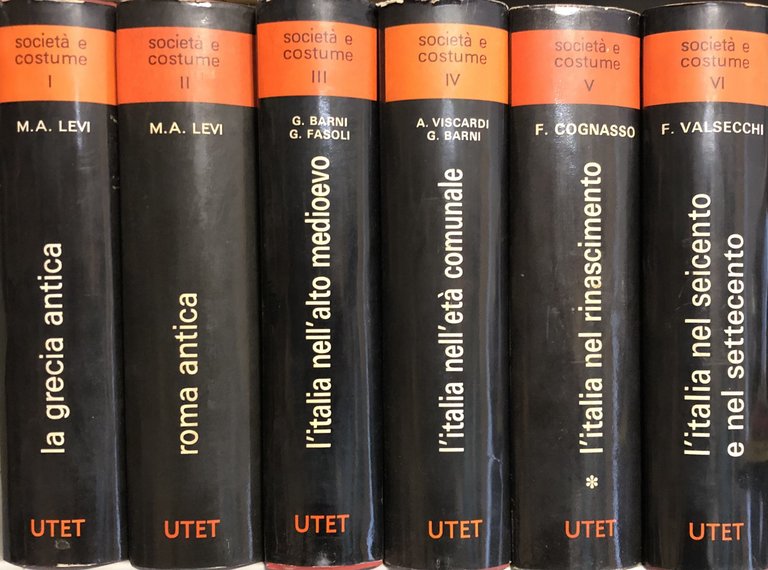 società e
costume
I
M.A. LEVI
la grecia antica
UTET
società e
costume
II
M.A. LEVI
roma antica
UTET
società e
costume
III
G. BARNI
G. FASOLI
l'italia nell'alto medioevo
UTET
società e
costume
IV
A. VISCARDI
G. BARNI
l'italia nell'età comunale
UTET
società e
costume
V
F. COGNASSO
* l'italia nel rinascimento
UTET
società e
costume
VI
F. VALSECCHI
l'italia nel seicento
e nel settecento
UTET